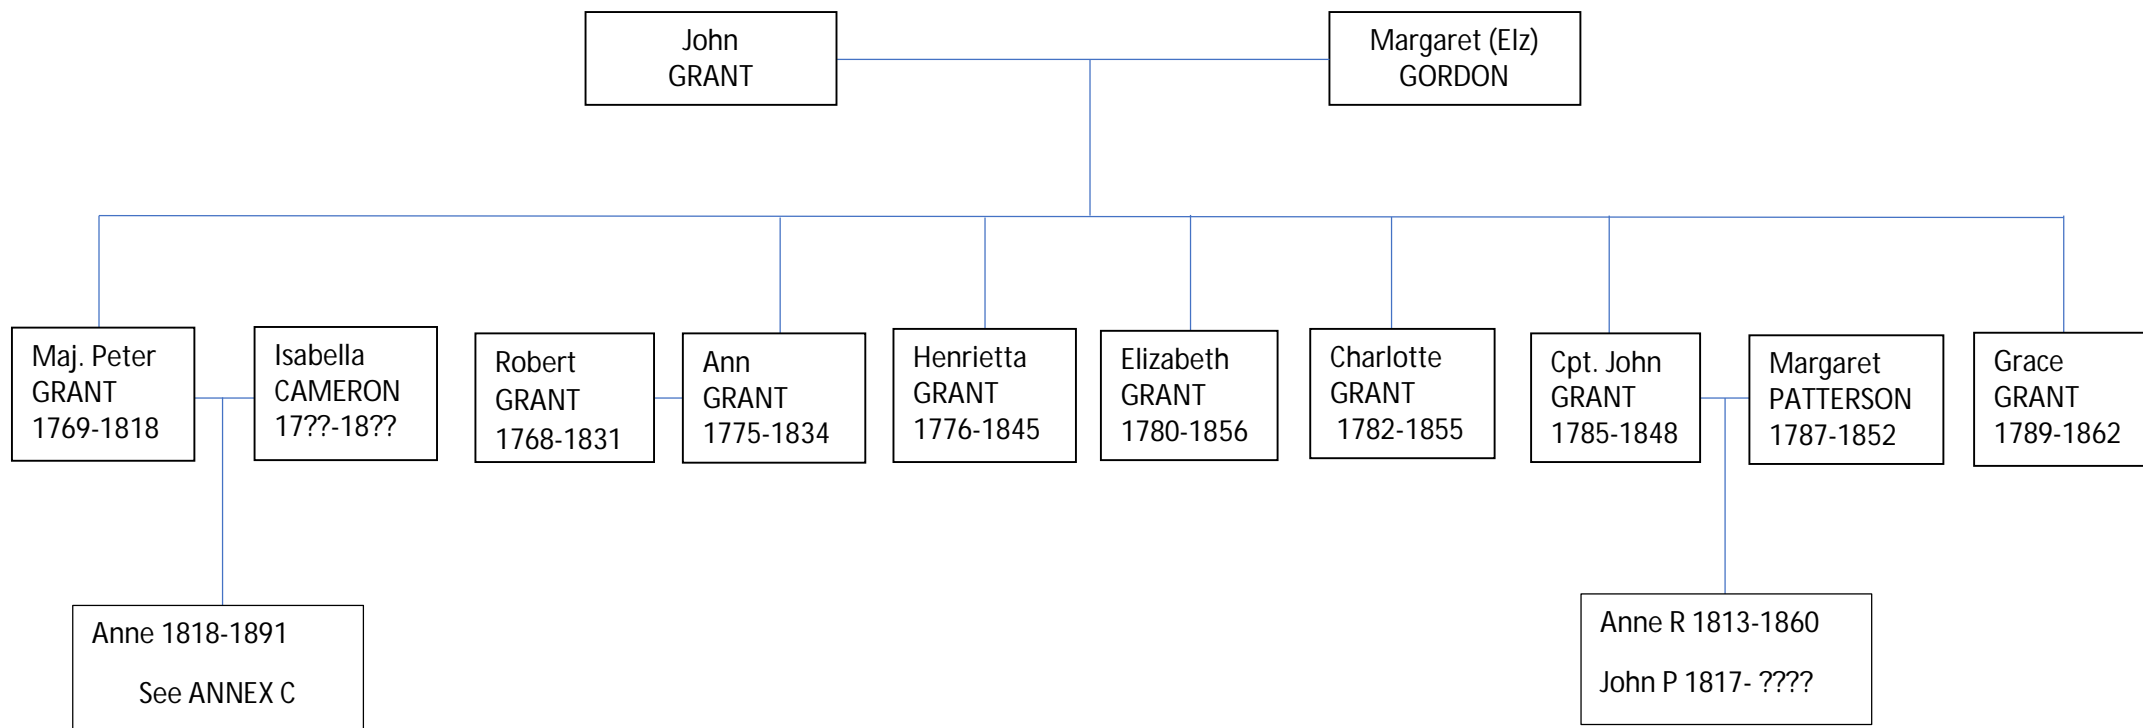 John
GRANT
Margaret (Elz)
GORDON
Maj. Peter
GRANT
1769-1818
Isabella
CAMERON
17??-18??
Robert
GRANT
1768-1831
Ann
GRANT
1775-1834
Henrietta
GRANT
1776-1845
Elizabeth
GRANT
1780-1856
Charlotte
GRANT
1782-1855
Cpt. John
GRANT
1785-1848
Margaret
PATTERSON
1787-1852
Grace
GRANT
1789-1862
Anne 1818-1891
See ANNEX C
Anne R 1813-1860
John P 1817- ????